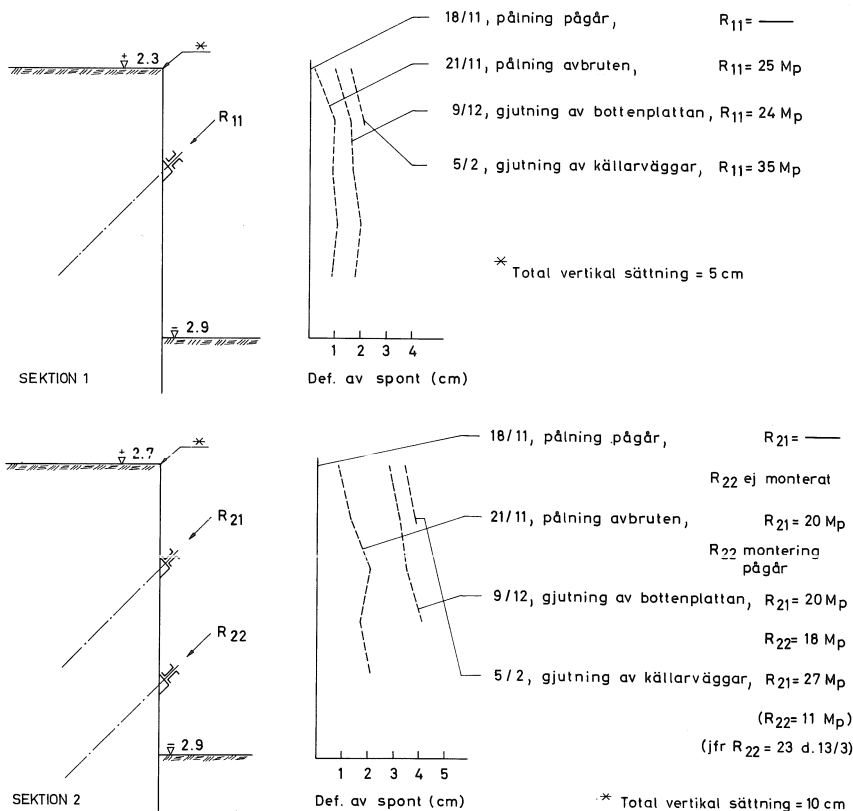 18/11, pålning pågår, R11= —
+ 2.3 *
21/11, pålning avbruten, R11= 25 Mp
R11
9/12, gjutning av bottenplattan, R11= 24 Mp
5/2, gjutning av källarväggar, R11= 35 Mp
* Total vertikal sättning = 5 cm
= 2.9
1 2 3 4
SEKTION 1
Def. av spont (cm)
18/11, pålning pågår, R21= —
+ 2.7 *
R22 ej monterat
R21
21/11, pålning avbruten, R21= 20 Mp
R22 montering
pågår
9/12, gjutning av bottenplattan, R21= 20 Mp
R22
R22= 18 Mp
5/2, gjutning av källarväggar, R21= 27 Mp
(R22= 11 Mp)
(jfr R22 = 23 d.13/3)
= 2.9
1 2 3 4 5
SEKTION 2
Def. av spont (cm)
* Total vertikal sättning = 10 cm